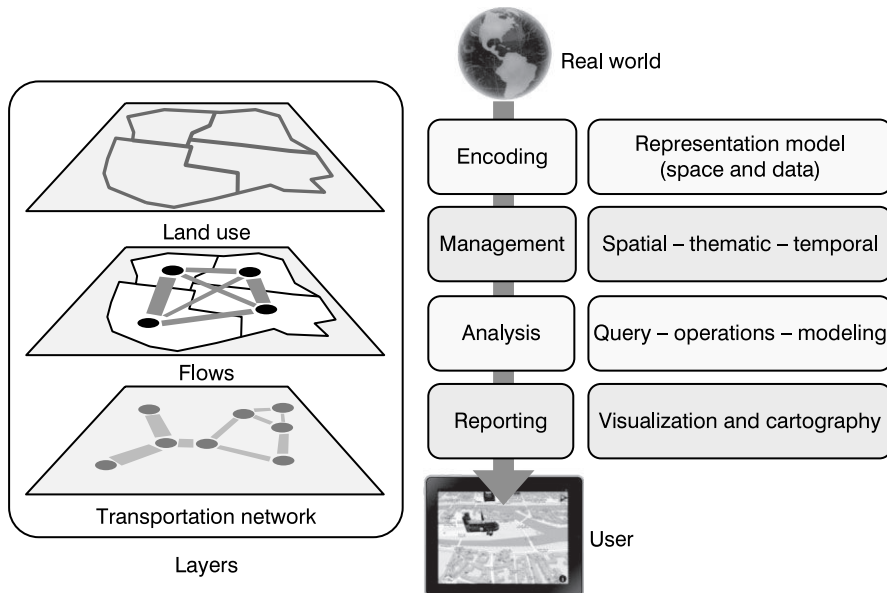 Real world
Land use
Flows
Transportation network
Layers
Encoding
Representation model
(space and data)
Management
Spatial – thematic – temporal
Analysis
Query – operations – modeling
Reporting
Visualization and cartography
User